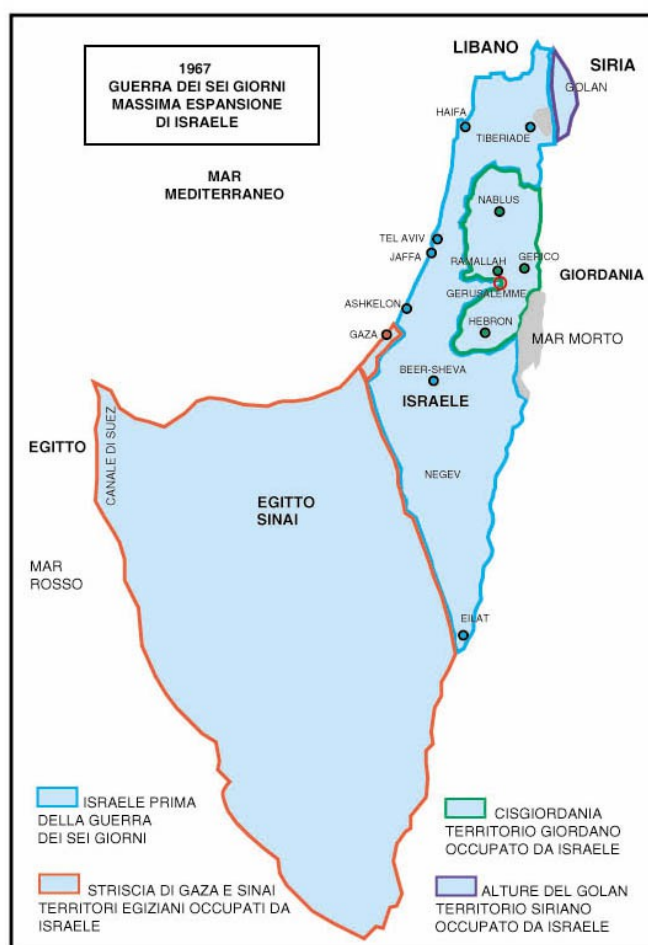 1967
GUERRA DEI SEI GIORNI
MASSIMA ESPANSIONE
DI ISRAELE
LIBANO
SIRIA
GOLAN
HAIFA
TIBERIADE
MAR
MEDITERRANEO
NABLUS
TEL AVIV
JAFFA
RAMALLAH
GERICO
GIORDANIA
GERUSALEMME
ASHKELON
HEBRON
GAZA
MAR MORTO
BEER-SHEVA
ISRAELE
EGITTO
CANALE DI SUEZ
EGITTO
SINAI
NEGEV
MAR
ROSSO
EILAT
ISRAELE PRIMA
DELLA GUERRA
DEI SEI GIORNI
CISGIORDANIA
TERRITORIO GIORDANO
OCCUPATO DA ISRAELE
STRISCIA DI GAZA E SINAI
TERRITORI EGIZIANI OCCUPATI DA
ISRAELE
ALTURE DEL GOLAN
TERRITORIO SIRIANO
OCCUPATO DA ISRAELE